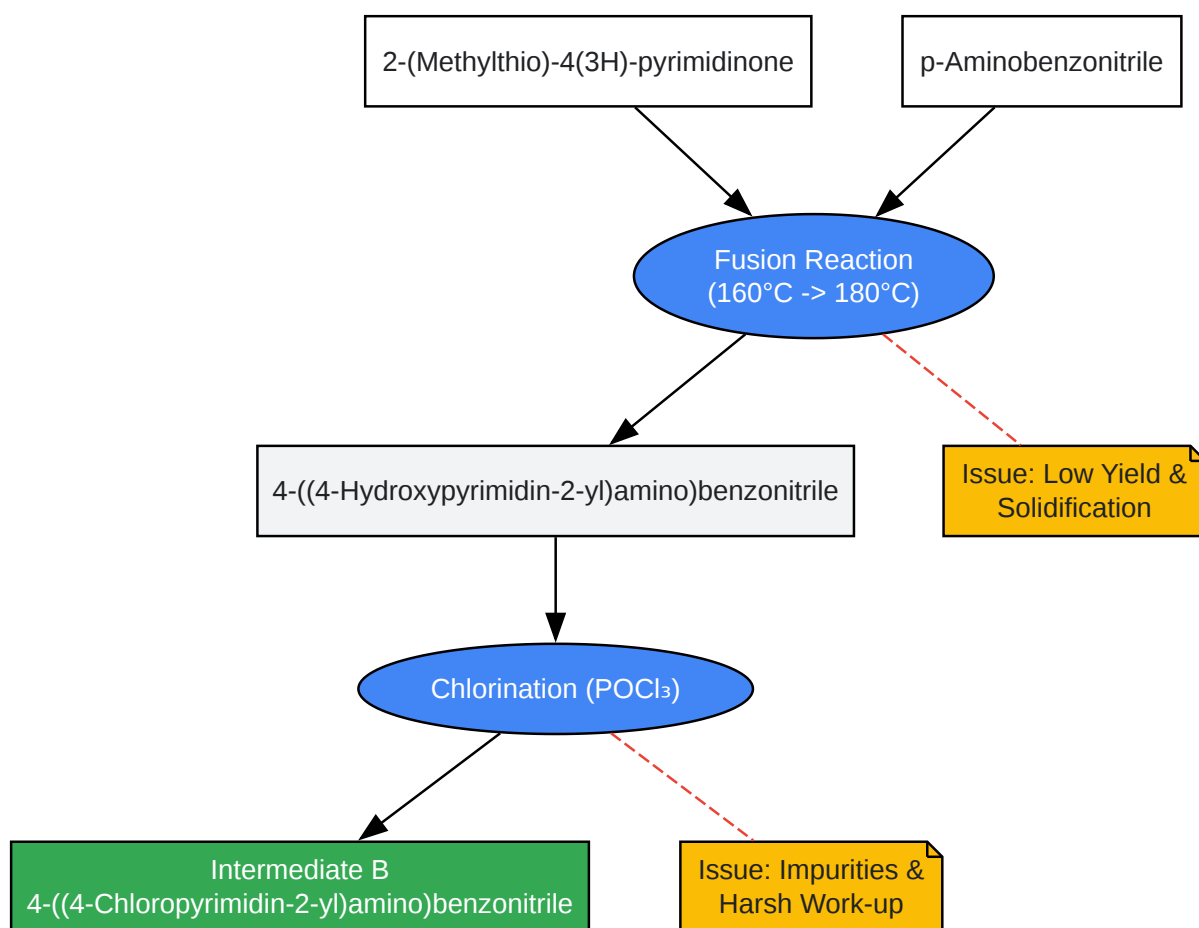 2-(Methylthio)-4(3H)-pyrimidinone
p-Aminobenzonitrile
Fusion Reaction
(160°C -> 180°C)
4-((4-Hydroxypyrimidin-2-yl)amino)benzonitrile
Issue: Low Yield &
Solidification
Chlorination (POCl₃)
Intermediate B
4-((4-Chloropyrimidin-2-yl)amino)benzonitrile
Issue: Impurities &
Harsh Work-up